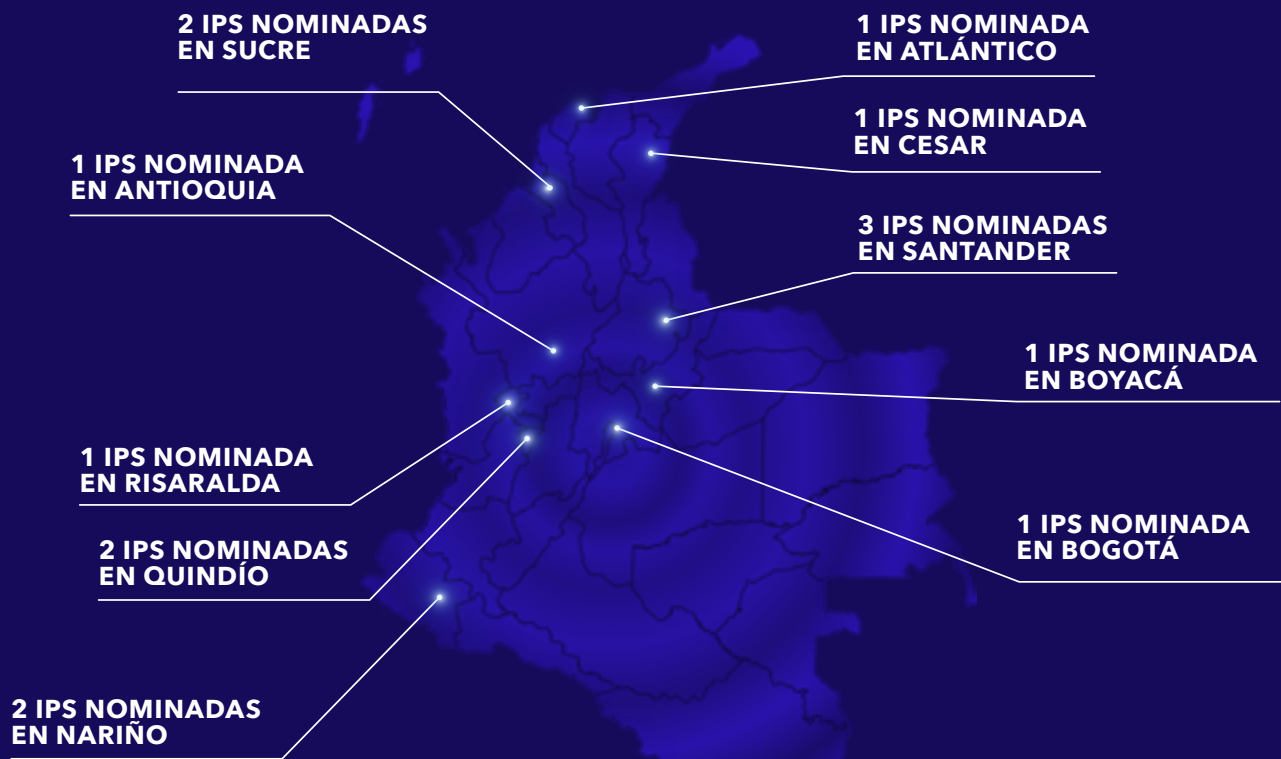 2 IPS NOMINADAS
EN SUCRE
1 IPS NOMINADA
EN ATLÁNTICO
1 IPS NOMINADA
EN CESAR
1 IPS NOMINADA
EN ANTIOQUIA
3 IPS NOMINADAS
EN SANTANDER
1 IPS NOMINADA
EN BOYACÁ
1 IPS NOMINADA
EN RISARALDA
1 IPS NOMINADA
EN BOGOTÁ
2 IPS NOMINADAS
EN QUINDÍO
2 IPS NOMINADAS
EN NARIÑO